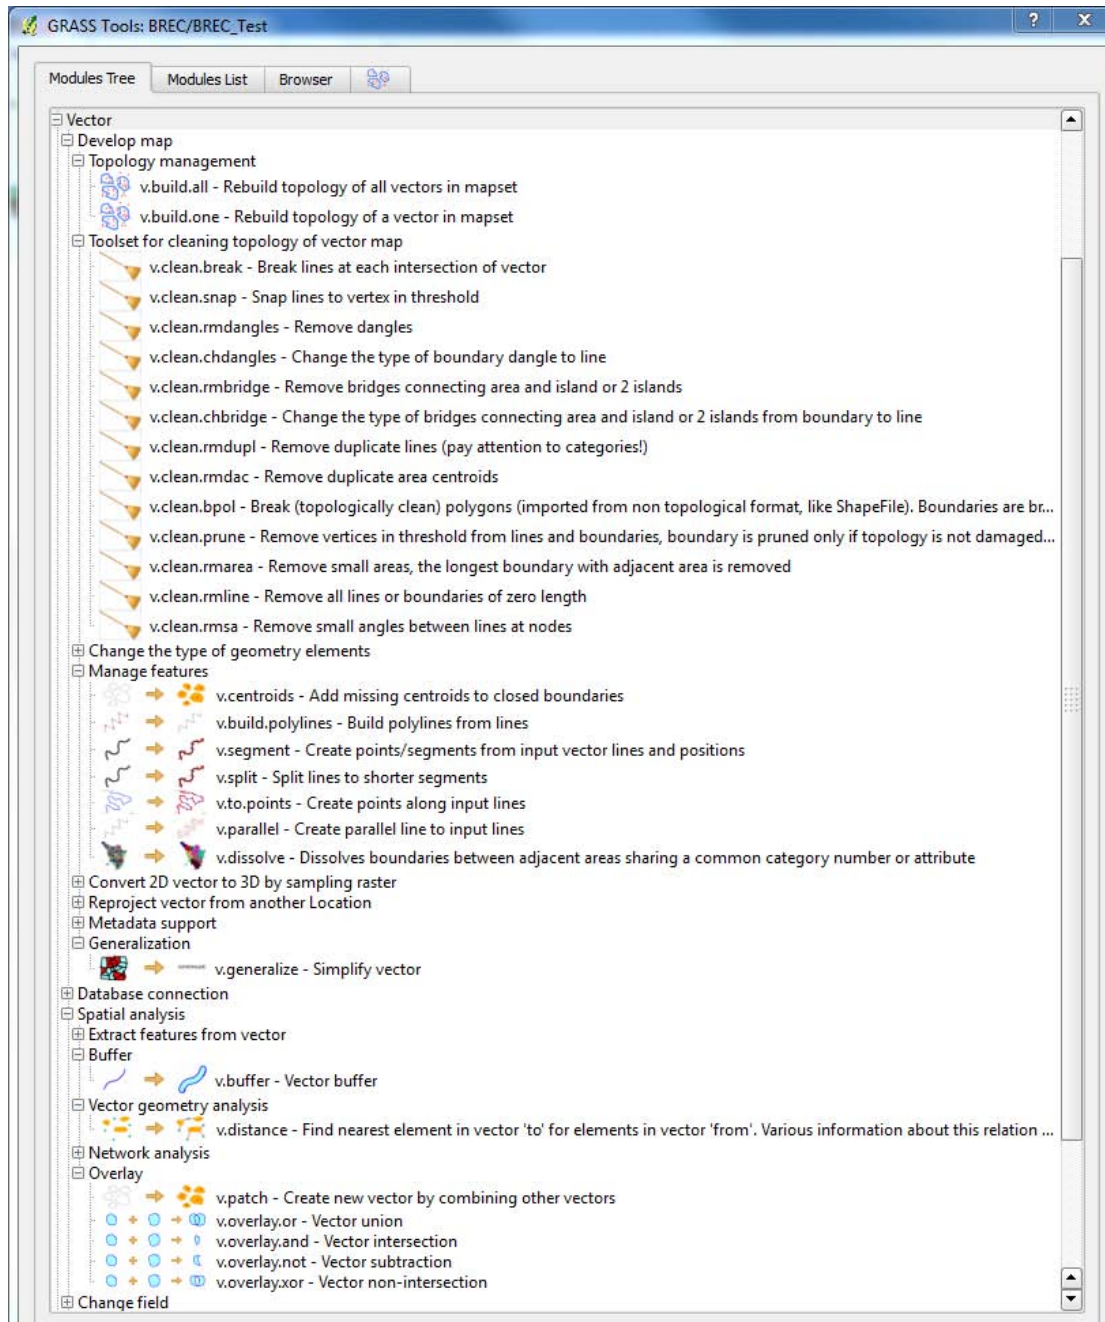 GRASS Tools: BREC/BREC_Test
? X
Modules Tree Modules List Browser
Vector
Develop map
Topology management
v.build.all - Rebuild topology of all vectors in mapset
v.build.one - Rebuild topology of a vector in mapset
Toolset for cleaning topology of vector map
v.clean.break - Break lines at each intersection of vector
v.clean.snap - Snap lines to vertex in threshold
v.clean.rmdangles - Remove dangles
v.clean.chdangles - Change the type of boundary dangle to line
v.clean.rmbridge - Remove bridges connecting area and island or 2 islands
v.clean.chbridge - Change the type of bridges connecting area and island or 2 islands from boundary to line
v.clean.rmdupl - Remove duplicate lines (pay attention to categories!)
v.clean.rmdac - Remove duplicate area centroids
v.clean.bpol - Break (topologically clean) polygons (imported from non topological format, like ShapeFile). Boundaries are br...
v.clean.prune - Remove vertices in threshold from lines and boundaries, boundary is pruned only if topology is not damaged...
v.clean.rmarea - Remove small areas, the longest boundary with adjacent area is removed
v.clean.rmline - Remove all lines or boundaries of zero length
v.clean.rmsa - Remove small angles between lines at nodes
Change the type of geometry elements
Manage features
v.centroids - Add missing centroids to closed boundaries
v.build.polylines - Build polylines from lines
v.segment - Create points/segments from input vector lines and positions
v.split - Split lines to shorter segments
v.to.points - Create points along input lines
v.parallel - Create parallel line to input lines
v.dissolve - Dissolves boundaries between adjacent areas sharing a common category number or attribute
Convert 2D vector to 3D by sampling raster
Reproject vector from another Location
Metadata support
Generalization
v.generalize - Simplify vector
Database connection
Spatial analysis
Extract features from vector
Buffer
v.buffer - Vector buffer
Vector geometry analysis
v.distance - Find nearest element in vector 'to' for elements in vector 'from'. Various information about this relation ...
Network analysis
Overlay
v.patch - Create new vector by combining other vectors
v.overlay.or - Vector union
v.overlay.and - Vector intersection
v.overlay.not - Vector subtraction
v.overlay.xor - Vector non-intersection
Change field